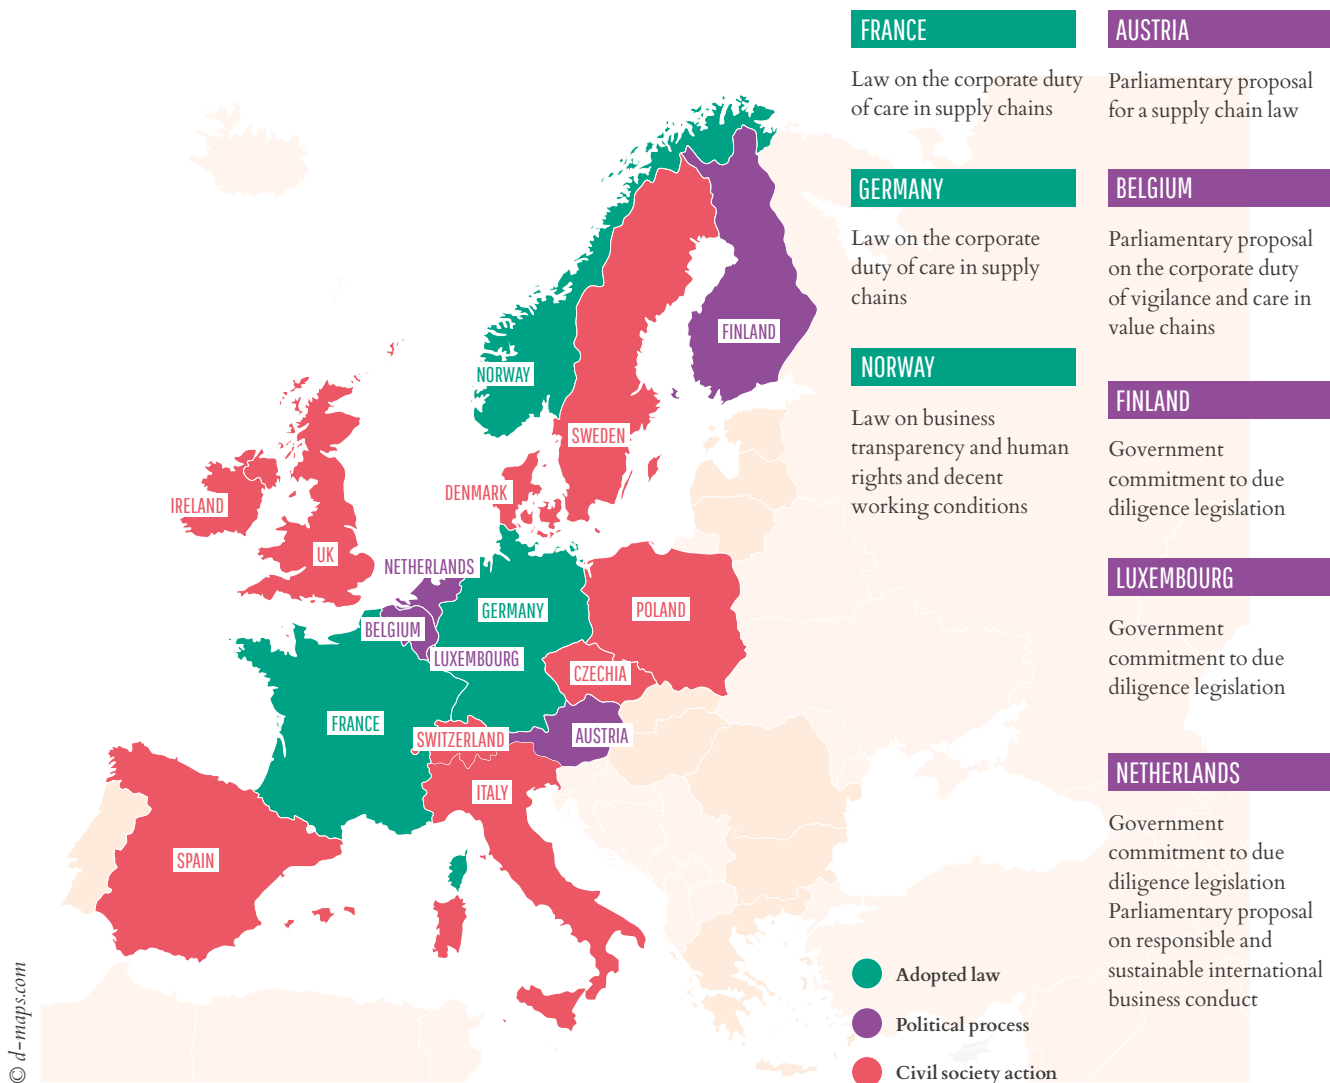 FRANCE
Law on the corporate duty
of care in supply chains
GERMANY
Law on the corporate
duty of care in supply
chains
NORWAY
Law on business
transparency and human
rights and decent
working conditions
AUSTRIA
Parliamentary proposal
for a supply chain law
BELGIUM
Parliamentary proposal
on the corporate duty
of vigilance and care in
value chains
FINLAND
Government
commitment to due
diligence legislation
LUXEMBOURG
Government
commitment to due
diligence legislation
NETHERLANDS
Government
commitment to due
diligence legislation
Parliamentary proposal
on responsible and
sustainable international
business conduct
FINLAND
NORWAY
SWEDEN
DENMARK
IRELAND
UK
NETHERLANDS
GERMANY
POLAND
BELGIUM
LUXEMBOURG
CZECHIA
FRANCE
SWITZERLAND
AUSTRIA
ITALY
SPAIN
Adopted law
Political process
Civil society action
© d-maps.com